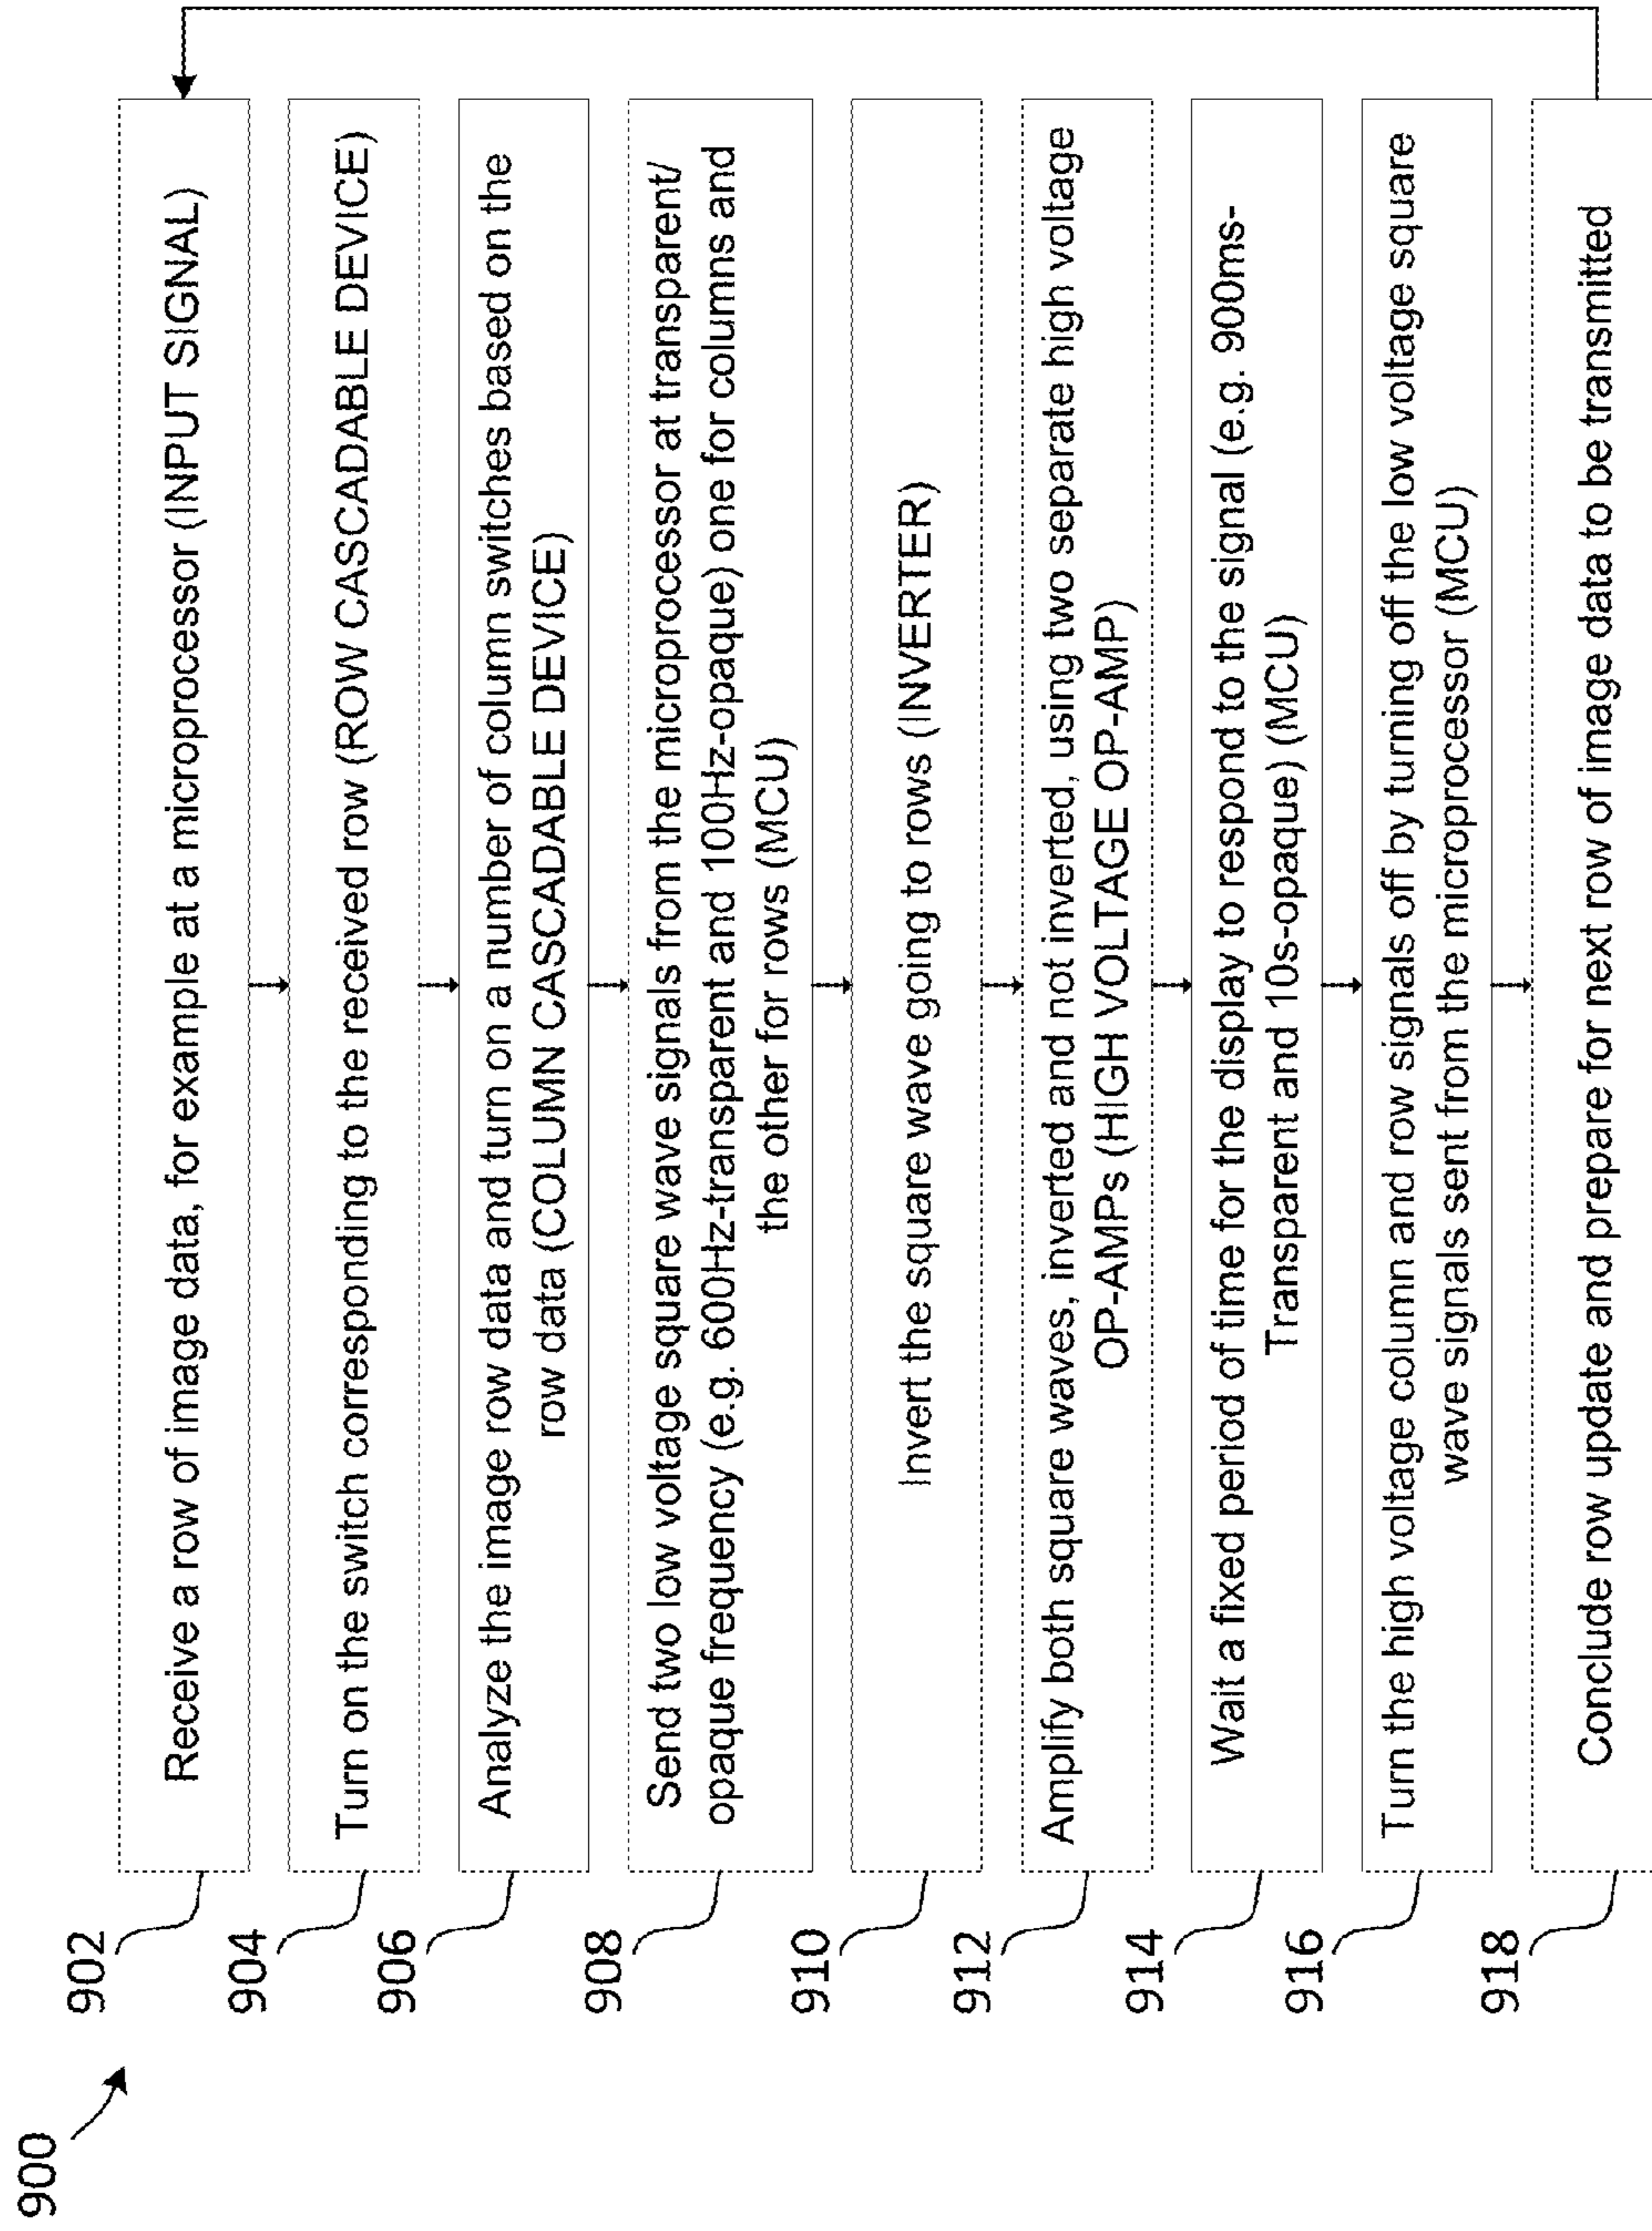 900
902
Receive a row of image data, for example at a microprocessor (INPUT SIGNAL)
904
Turn on the switch corresponding to the received row (ROW CASCADABLE DEVICE)
906
Analyze the image row data and turn on a number of column switches based on the
row data (COLUMN CASCADABLE DEVICE)
908
Send two low voltage square wave signals from the microprocessor at transparent/
opaque frequency (e.g. 600Hz-transparent and 100Hz-opaque) one for columns and
the other for rows (MCU)
910
Invert the square wave going to rows (INVERTER)
912
Amplify both square waves, inverted and not inverted, using two separate high voltage
OP-AMPs (HIGH VOLTAGE OP-AMP)
914
Wait a fixed period of time for the display to respond to the signal (e.g. 900ms-
Transparent and 10s-opaque) (MCU)
916
Turn the high voltage column and row signals off by turning off the low voltage square
wave signals sent from the microprocessor (MCU)
918
Conclude row update and prepare for next row of image data to be transmitted